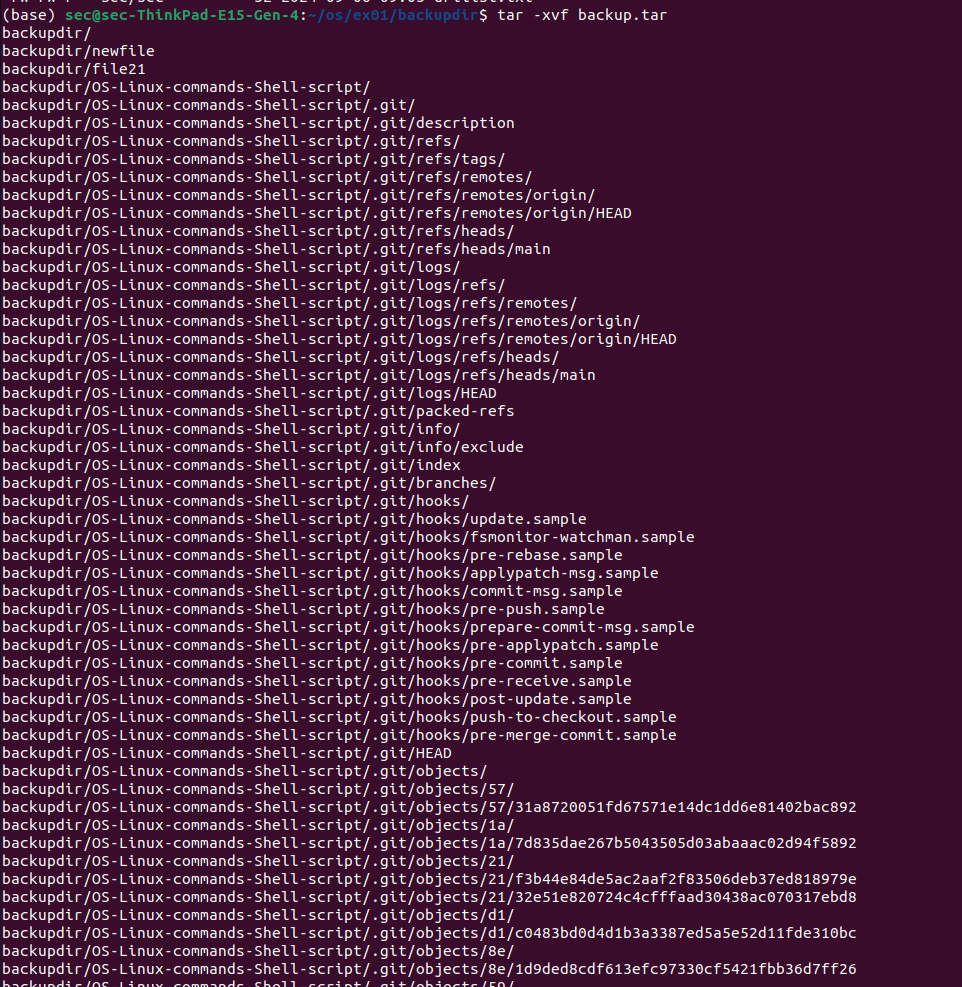 (base) sec@sec-ThinkPad-E15-Gen-4:~/os/ex01/backupdir$ tar -xvf backup.tar
backupdir/
backupdir/newfile
backupdir/file21
backupdir/OS-Linux-commands-Shell-script/
backupdir/OS-Linux-commands-Shell-script/.git/
backupdir/OS-Linux-commands-Shell-script/.git/description
backupdir/OS-Linux-commands-Shell-script/.git/refs/
backupdir/OS-Linux-commands-Shell-script/.git/refs/tags/
backupdir/OS-Linux-commands-Shell-script/.git/refs/remotes/
backupdir/OS-Linux-commands-Shell-script/.git/refs/remotes/origin/
backupdir/OS-Linux-commands-Shell-script/.git/refs/remotes/origin/HEAD
backupdir/OS-Linux-commands-Shell-script/.git/refs/heads/
backupdir/OS-Linux-commands-Shell-script/.git/refs/heads/main
backupdir/OS-Linux-commands-Shell-script/.git/logs/
backupdir/OS-Linux-commands-Shell-script/.git/logs/refs/
backupdir/OS-Linux-commands-Shell-script/.git/logs/refs/remotes/
backupdir/OS-Linux-commands-Shell-script/.git/logs/refs/remotes/origin/
backupdir/OS-Linux-commands-Shell-script/.git/logs/refs/remotes/origin/HEAD
backupdir/OS-Linux-commands-Shell-script/.git/logs/refs/heads/
backupdir/OS-Linux-commands-Shell-script/.git/logs/refs/heads/main
backupdir/OS-Linux-commands-Shell-script/.git/logs/HEAD
backupdir/OS-Linux-commands-Shell-script/.git/packed-refs
backupdir/OS-Linux-commands-Shell-script/.git/info/
backupdir/OS-Linux-commands-Shell-script/.git/info/exclude
backupdir/OS-Linux-commands-Shell-script/.git/index
backupdir/OS-Linux-commands-Shell-script/.git/branches/
backupdir/OS-Linux-commands-Shell-script/.git/hooks/
backupdir/OS-Linux-commands-Shell-script/.git/hooks/update.sample
backupdir/OS-Linux-commands-Shell-script/.git/hooks/fsmonitor-watchman.sample
backupdir/OS-Linux-commands-Shell-script/.git/hooks/pre-rebase.sample
backupdir/OS-Linux-commands-Shell-script/.git/hooks/applypatch-msg.sample
backupdir/OS-Linux-commands-Shell-script/.git/hooks/commit-msg.sample
backupdir/OS-Linux-commands-Shell-script/.git/hooks/pre-push.sample
backupdir/OS-Linux-commands-Shell-script/.git/hooks/prepare-commit-msg.sample
backupdir/OS-Linux-commands-Shell-script/.git/hooks/pre-applypatch.sample
backupdir/OS-Linux-commands-Shell-script/.git/hooks/pre-commit.sample
backupdir/OS-Linux-commands-Shell-script/.git/hooks/pre-receive.sample
backupdir/OS-Linux-commands-Shell-script/.git/hooks/post-update.sample
backupdir/OS-Linux-commands-Shell-script/.git/hooks/push-to-checkout.sample
backupdir/OS-Linux-commands-Shell-script/.git/hooks/pre-merge-commit.sample
backupdir/OS-Linux-commands-Shell-script/.git/HEAD
backupdir/OS-Linux-commands-Shell-script/.git/objects/
backupdir/OS-Linux-commands-Shell-script/.git/objects/57/
backupdir/OS-Linux-commands-Shell-script/.git/objects/57/31a8720051fd67571e14dc1dd6e81402bac892
backupdir/OS-Linux-commands-Shell-script/.git/objects/1a/
backupdir/OS-Linux-commands-Shell-script/.git/objects/1a/7d835dae267b5043505d03abaaac02d94f5892
backupdir/OS-Linux-commands-Shell-script/.git/objects/21/
backupdir/OS-Linux-commands-Shell-script/.git/objects/21/f3b44e84de5ac2aaf2f83506deb37ed818979e
backupdir/OS-Linux-commands-Shell-script/.git/objects/21/32e51e820724c4cfffaad30438ac070317ebd8
backupdir/OS-Linux-commands-Shell-script/.git/objects/d1/
backupdir/OS-Linux-commands-Shell-script/.git/objects/d1/c0483bd0d4d1b3a3387ed5a5e52d11fde310bc
backupdir/OS-Linux-commands-Shell-script/.git/objects/8e/
backupdir/OS-Linux-commands-Shell-script/.git/objects/8e/1d9ded8cdf613efc97330cf5421fbb36d7ff26